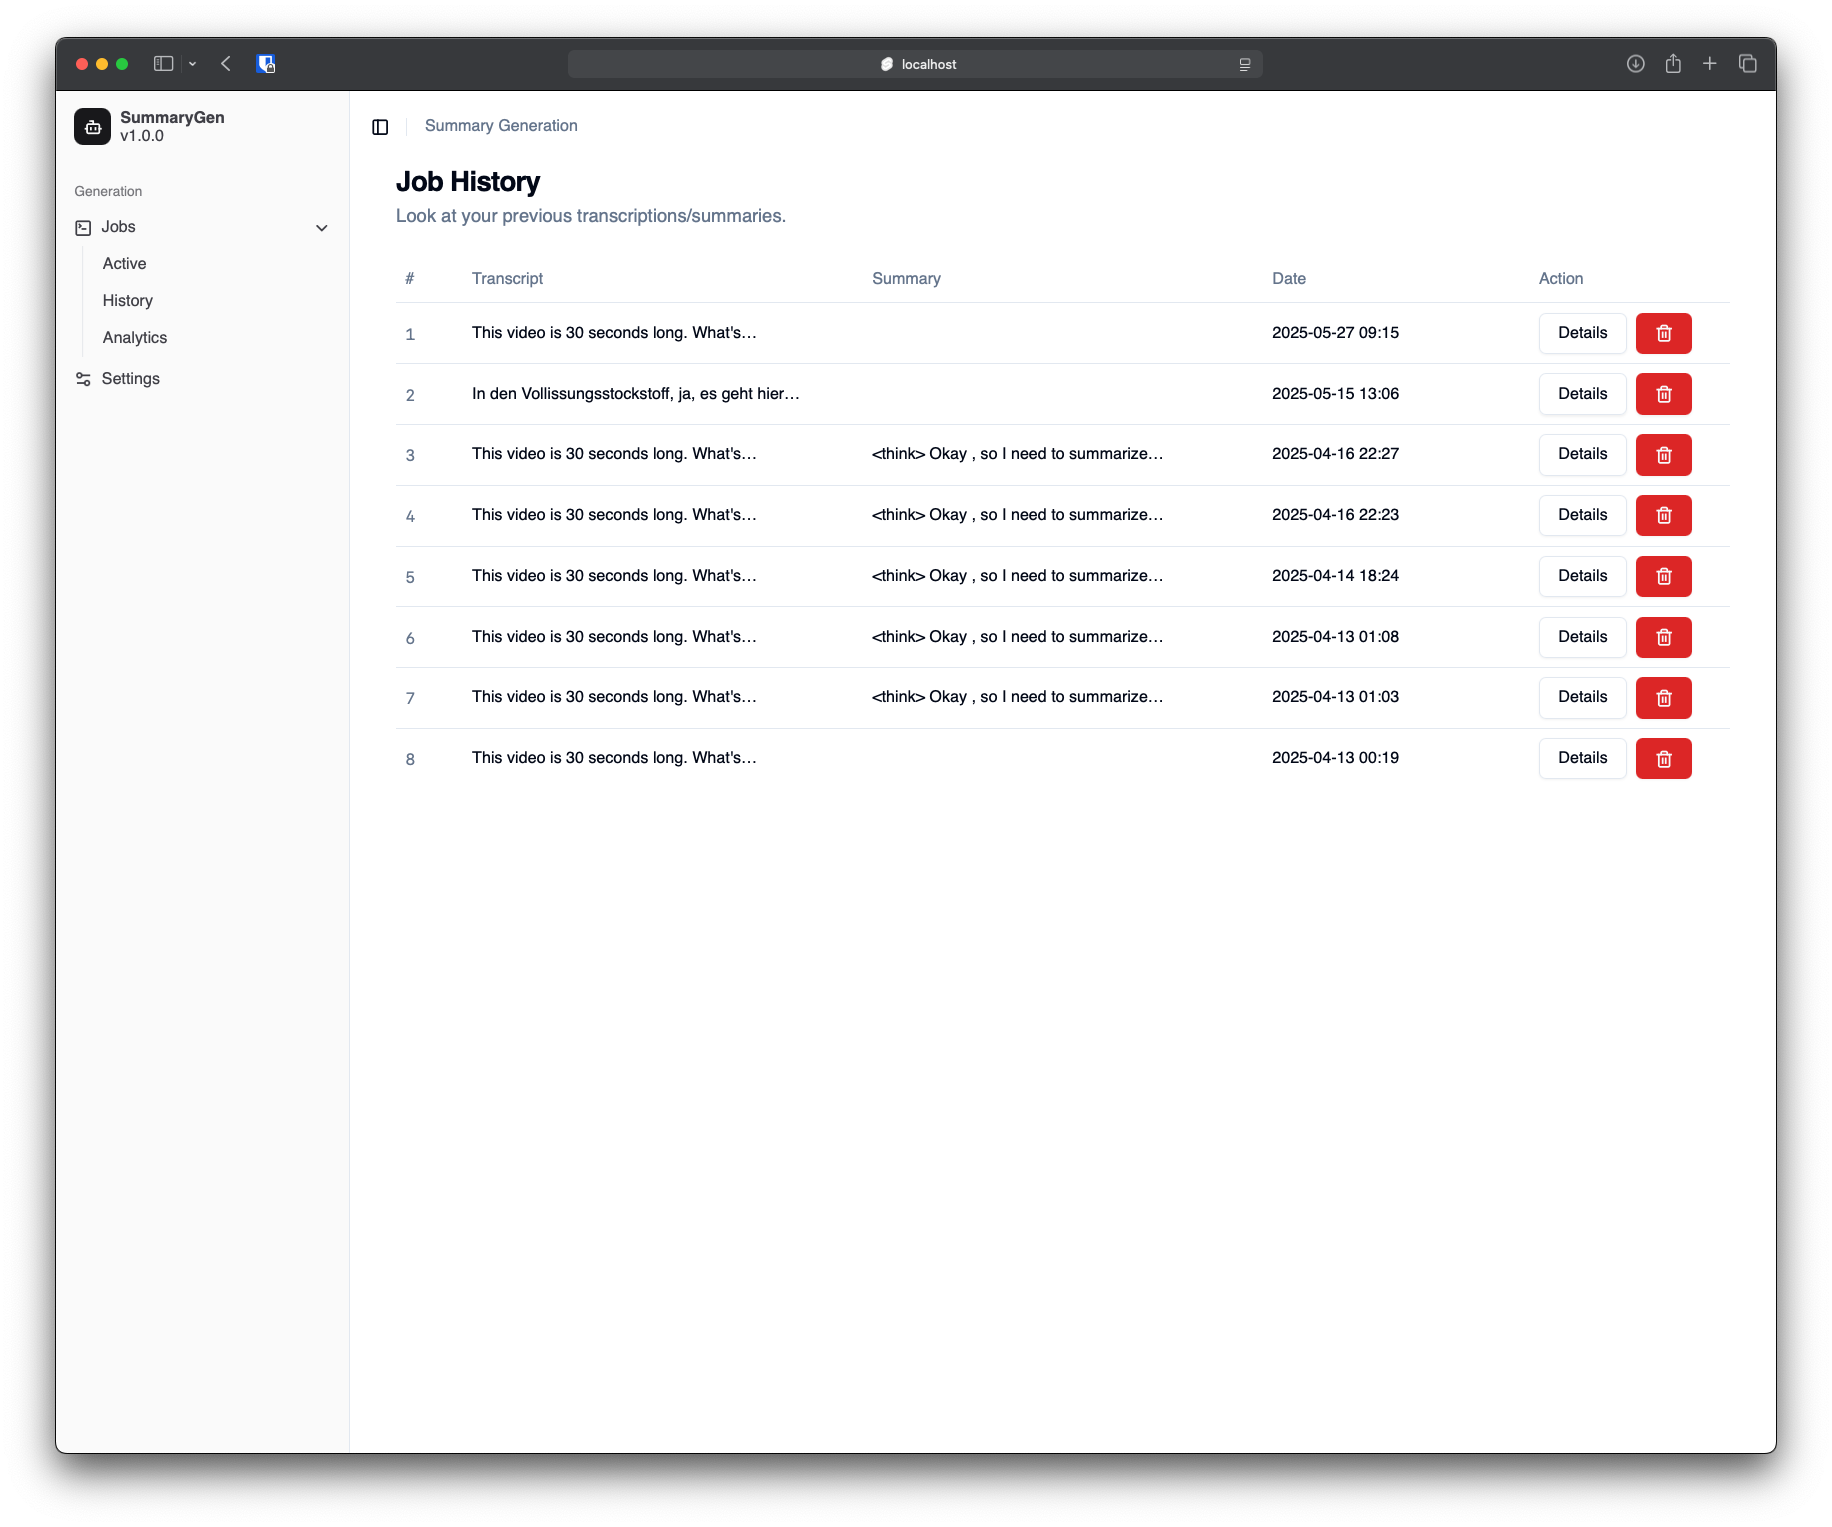 localhost
SummaryGen
v1.0.0
Generation
Jobs
Active
History
Analytics
Settings
Summary Generation
Job History
Look at your previous transcriptions/summaries.
# Transcript Summary Date Action
1 This video is 30 seconds long. What's… 2025-05-27 09:15 Details
2 In den Vollissungsstockstoff, ja, es geht hier… 2025-05-15 13:06 Details
3 This video is 30 seconds long. What's… <think> Okay , so I need to summarize… 2025-04-16 22:27 Details
4 This video is 30 seconds long. What's… <think> Okay , so I need to summarize… 2025-04-16 22:23 Details
5 This video is 30 seconds long. What's… <think> Okay , so I need to summarize… 2025-04-14 18:24 Details
6 This video is 30 seconds long. What's… <think> Okay , so I need to summarize… 2025-04-13 01:08 Details
7 This video is 30 seconds long. What's… <think> Okay , so I need to summarize… 2025-04-13 01:03 Details
8 This video is 30 seconds long. What's… 2025-04-13 00:19 Details